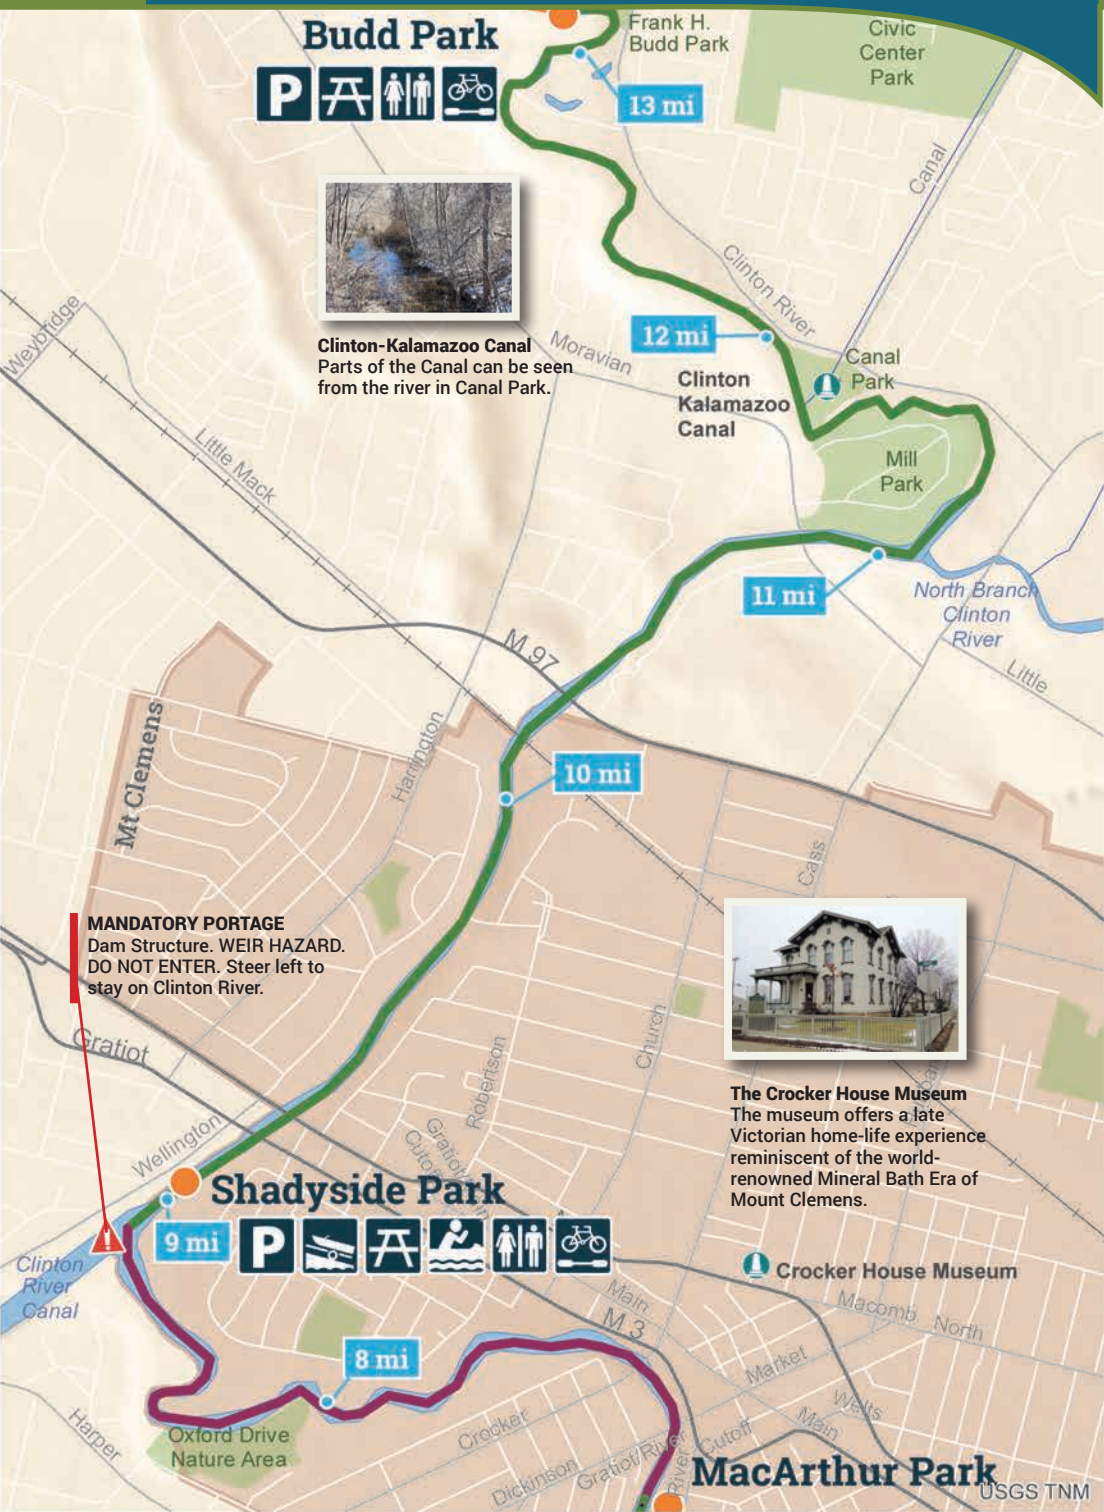 Budd Park
P
Frank H.
Budd Park
Civic
Center
Park
13 mi
Canal
Clinton River
Weybridge
Clinton-Kalamazoo Canal
Parts of the Canal can be seen
from the river in Canal Park.
Moravian
12 mi
Canal
Park
Clinton
Kalamazoo
Canal
Little Mack
Mill
Park
11 mi
North Branch
Clinton
River
Little
M 97
Mt Clemens
Harrington
10 mi
Cass
MANDATORY PORTAGE
Dam Structure. WEIR HAZARD.
DO NOT ENTER. Steer left to
stay on Clinton River.
Gratiot
Robertson
Church
The Crocker House Museum
The museum offers a late
Victorian home-life experience
reminiscent of the world-
renowned Mineral Bath Era of
Mount Clemens.
Wellington
Shadyside Park
9 mi
P
Clinton
River
Canal
Crocker House Museum
Main
M 3
Macomb
North
8 mi
Market
Welts
Main
Harper
Oxford Drive
Nature Area
Crocker
Dickinson
Gratiot/River
River
Cutoff
MacArthur Park
USGS TNM